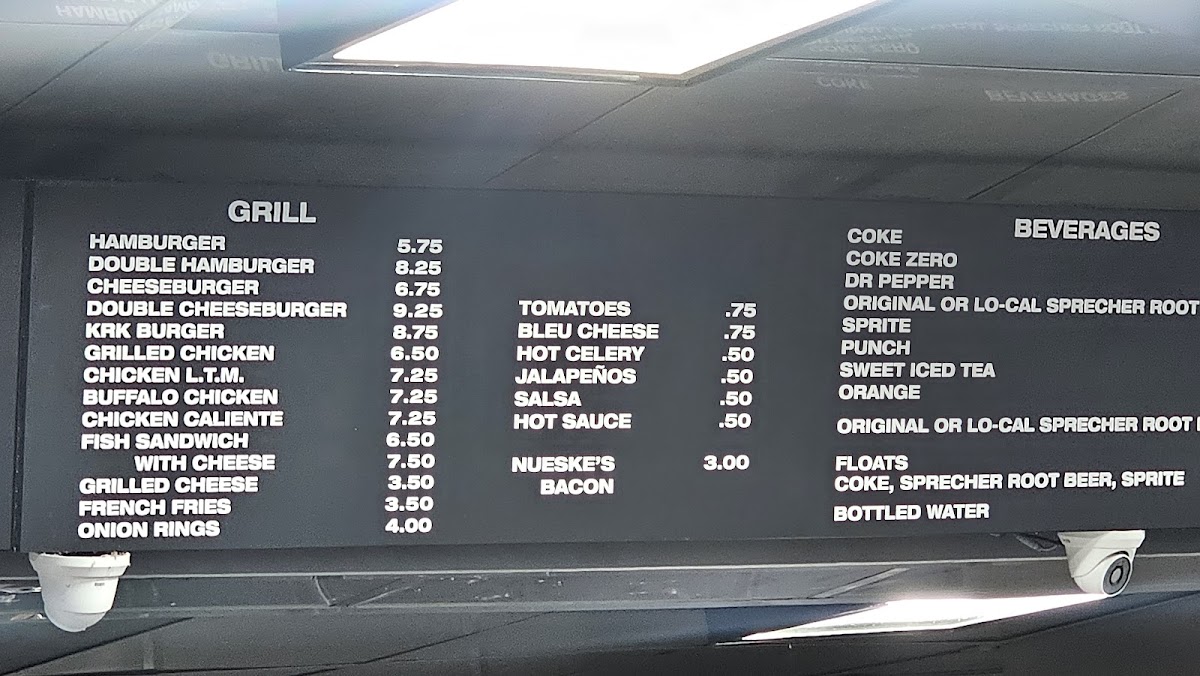 GRILL
HAMBURGER 5.75
DOUBLE HAMBURGER 8.25
CHEESEBURGER 6.75
DOUBLE CHEESEBURGER 9.25
KRK BURGER 8.75
GRILLED CHICKEN 6.50
CHICKEN L.T.M. 7.25
BUFFALO CHICKEN 7.25
CHICKEN CALIENTE 7.25
FISH SANDWICH 6.50
WITH CHEESE 7.50
GRILLED CHEESE 3.50
FRENCH FRIES 3.50
ONION RINGS 4.00
TOMATOES .75
BLEU CHEESE .75
HOT CELERY .50
JALAPEÑOS .50
SALSA .50
HOT SAUCE .50
NUESKE'S 3.00
BACON
BEVERAGES
COKE
COKE ZERO
DR PEPPER
ORIGINAL OR LO-CAL SPRECHER ROOT
SPRITE
PUNCH
SWEET ICED TEA
ORANGE
ORIGINAL OR LO-CAL SPRECHER ROOT
FLOATS
COKE, SPRECHER ROOT BEER, SPRITE
BOTTLED WATER